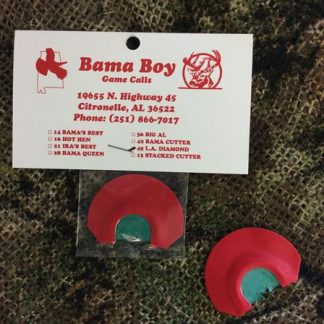 Bama Boy
Game Calls
19655 N. Highway 45
Citronelle, AL 36522
Phone: (251) 866-7017
14 BAMA'S BEST
16 HOT HEN
21 IRA'S BEST
28 BAMA QUEEN
36 BIG AL
42 BAMA CUTTER
45 L.A. DIAMOND
13 STACKED CUTTER